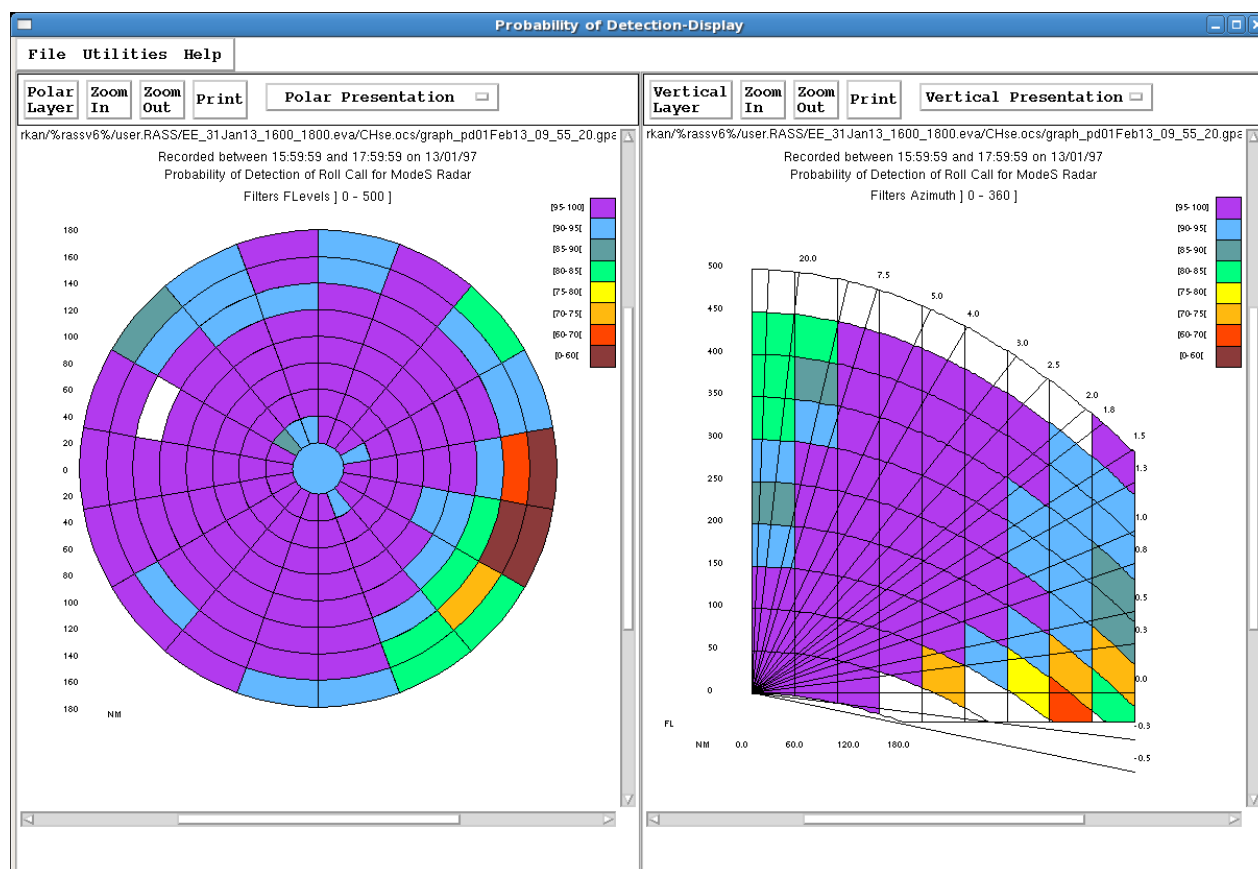 Probability of Detection-Display
File Utilities Help
Polar Layer
Zoom In
Zoom Out
Print
Polar Presentation
rkan/%rassv6%/user.RASS/EE_31Jan13_1600_1800.eva/CHse.ocs/graph_pd01Feb13_09_55_20.gpa
Recorded between 15:59:59 and 17:59:59 on 13/01/97
Probability of Detection of Roll Call for ModeS Radar
Filters FLevels ] 0 - 500 ]
[95-100]
[90-95[
[85-90[
[80-85[
[75-80[
[70-75[
[60-70[
[0-60[
180
160
140
120
100
80
60
40
20
0
20
40
60
80
100
120
140
160
180
NM
Vertical Layer
Zoom In
Zoom Out
Print
Vertical Presentation
rkan/%rassv6%/user.RASS/EE_31Jan13_1600_1800.eva/CHse.ocs/graph_pd01Feb13_09_55_20.gpa
Recorded between 15:59:59 and 17:59:59 on 13/01/97
Probability of Detection of Roll Call for ModeS Radar
Filters Azimuth ] 0 - 360 ]
[95-100]
[90-95[
[85-90[
[80-85[
[75-80[
[70-75[
[60-70[
[0-60[
20.0
7.5
5.0
4.0
3.0
2.5
2.0
1.8
1.5
1.3
1.0
0.8
0.5
0.3
0.0
-0.3
-0.5
500
450
400
350
300
250
200
150
100
50
0
FL
NM 0.0 60.0 120.0 180.0